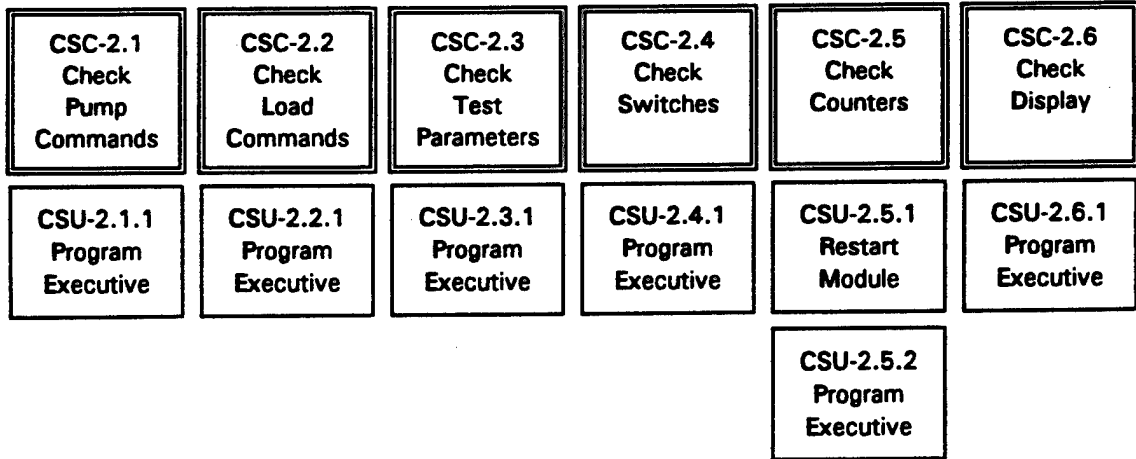 CSC-2.1
Check
Pump
Commands
CSC-2.2
Check
Load
Commands
CSC-2.3
Check
Test
Parameters
CSC-2.4
Check
Switches
CSC-2.5
Check
Counters
CSC-2.6
Check
Display
CSU-2.1.1
Program
Executive
CSU-2.2.1
Program
Executive
CSU-2.3.1
Program
Executive
CSU-2.4.1
Program
Executive
CSU-2.5.1
Restart
Module
CSU-2.6.1
Program
Executive
CSU-2.5.2
Program
Executive